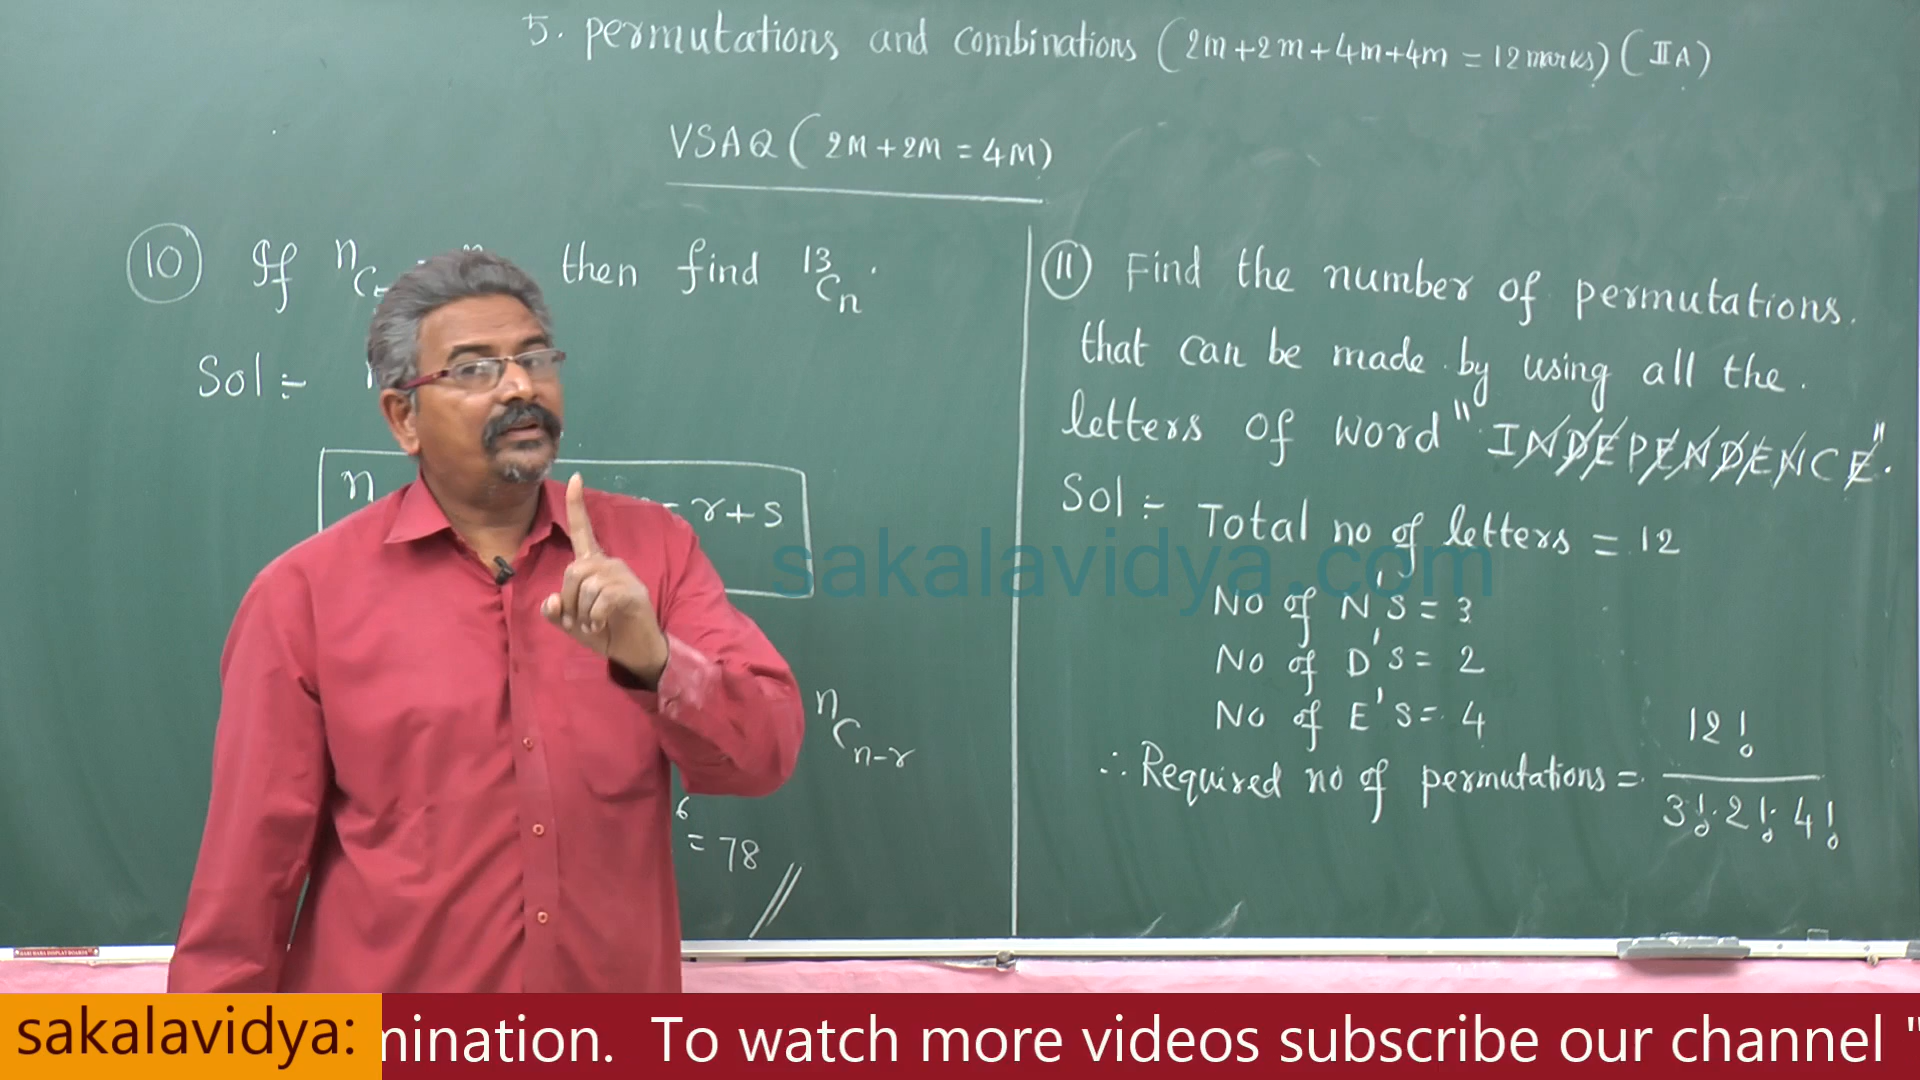 5. permutations and combinations (2m+2m+4m+4m = 12 marks) (IIA)
VSAQ (2M+2M = 4M)
10 If nC5 then find 13Cn.
Sol :-
n = r+s
nCn-r
6
= 78
11 Find the number of permutations.
that can be made by using all the.
letters of word "INDEPENDENCE".
Sol :- Total no of letters = 12
No of N's = 3
No of D's = 2
No of E's = 4
∴ Required no of permutations = 12! / 3! 2! 4!
sakalavidya.com
sakalavidya: mination. To watch more videos subscribe our channel "